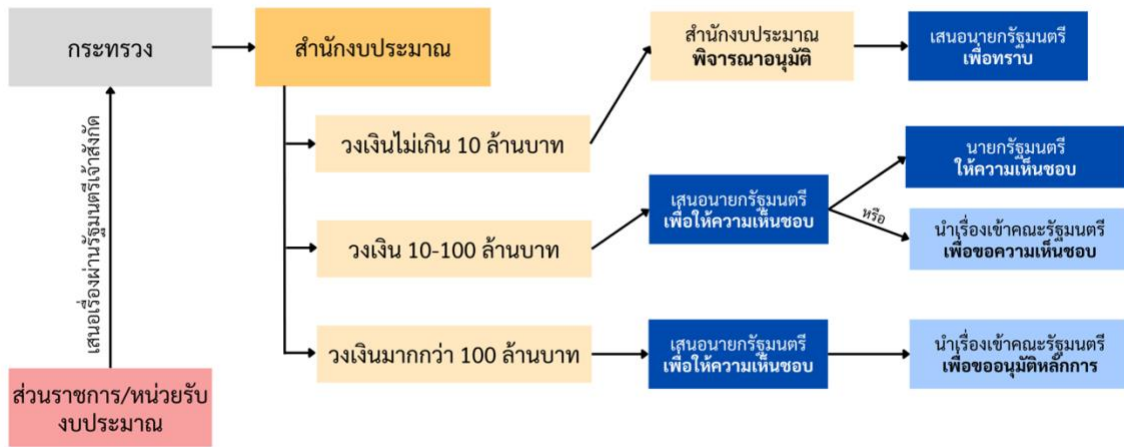 กระทรวง
สำนักงบประมาณ
สำนักงบประมาณ
พิจารณาอนุมัติ
เสนอนายกรัฐมนตรี
เพื่อทราบ
วงเงินไม่เกิน 10 ล้านบาท
นายกรัฐมนตรี
ให้ความเห็นชอบ
เสนอเรื่องผ่านรัฐมนตรีเจ้าสังกัด
วงเงิน 10-100 ล้านบาท
เสนอนายกรัฐมนตรี
เพื่อให้ความเห็นชอบ
หรือ
นำเรื่องเข้าคณะรัฐมนตรี
เพื่อขอความเห็นชอบ
วงเงินมากกว่า 100 ล้านบาท
เสนอนายกรัฐมนตรี
เพื่อให้ความเห็นชอบ
นำเรื่องเข้าคณะรัฐมนตรี
เพื่อขออนุมัติหลักการ
ส่วนราชการ/หน่วยรับ
งบประมาณ